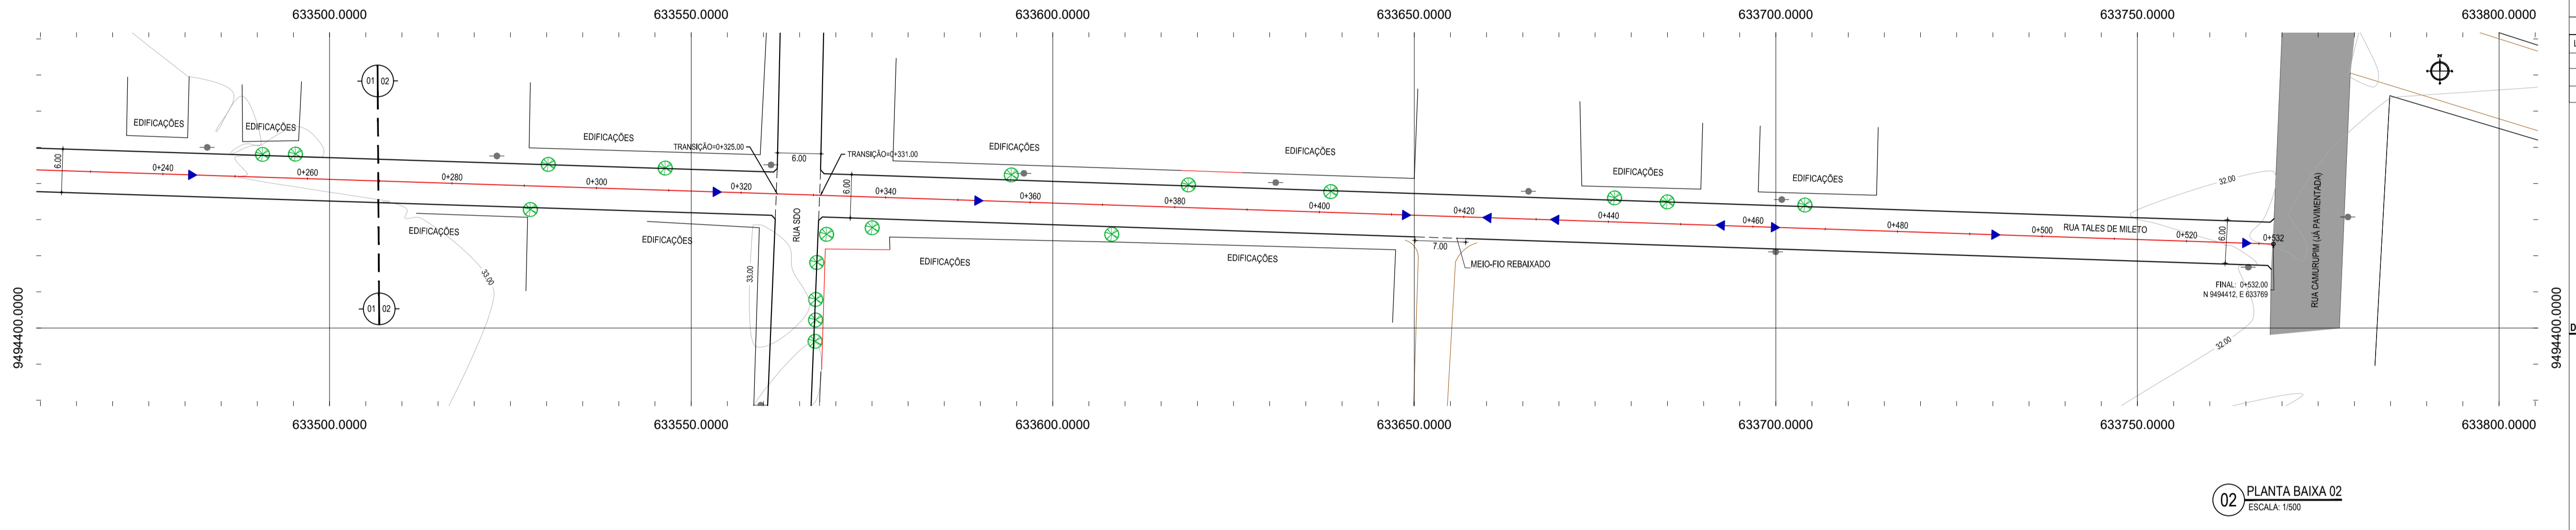 633500.0000
633550.0000
633600.0000
633650.0000
633700.0000
633750.0000
633800.0000
01
02
N
EDIFICAÇÕES
EDIFICAÇÕES
EDIFICAÇÕES
EDIFICAÇÕES
EDIFICAÇÕES
EDIFICAÇÕES
EDIFICAÇÕES
TRANSIÇÃO=0+325.00
6.00
TRANSIÇÃO=0+331.00
6.00
6.00
0+240
0+260
0+280
0+300
0+320
0+340
0+360
0+380
0+400
0+420
0+440
0+460
0+480
0+500
0+520
0+532
RUA TALES DE MILETO
6.00
32.00
RUA SDO
EDIFICAÇÕES
EDIFICAÇÕES
EDIFICAÇÕES
EDIFICAÇÕES
7.00
MEIO-FIO REBAIXADO
33.00
33.00
FINAL: 0+532.00
N 9494412, E 633769
RUA CAMURUPIM (JÁ PAVIMENTADA)
32.00
01
02
9494400.0000
9494400.0000
633500.0000
633550.0000
633600.0000
633650.0000
633700.0000
633750.0000
633800.0000
02
PLANTA BAIXA 02
ESCALA: 1/500